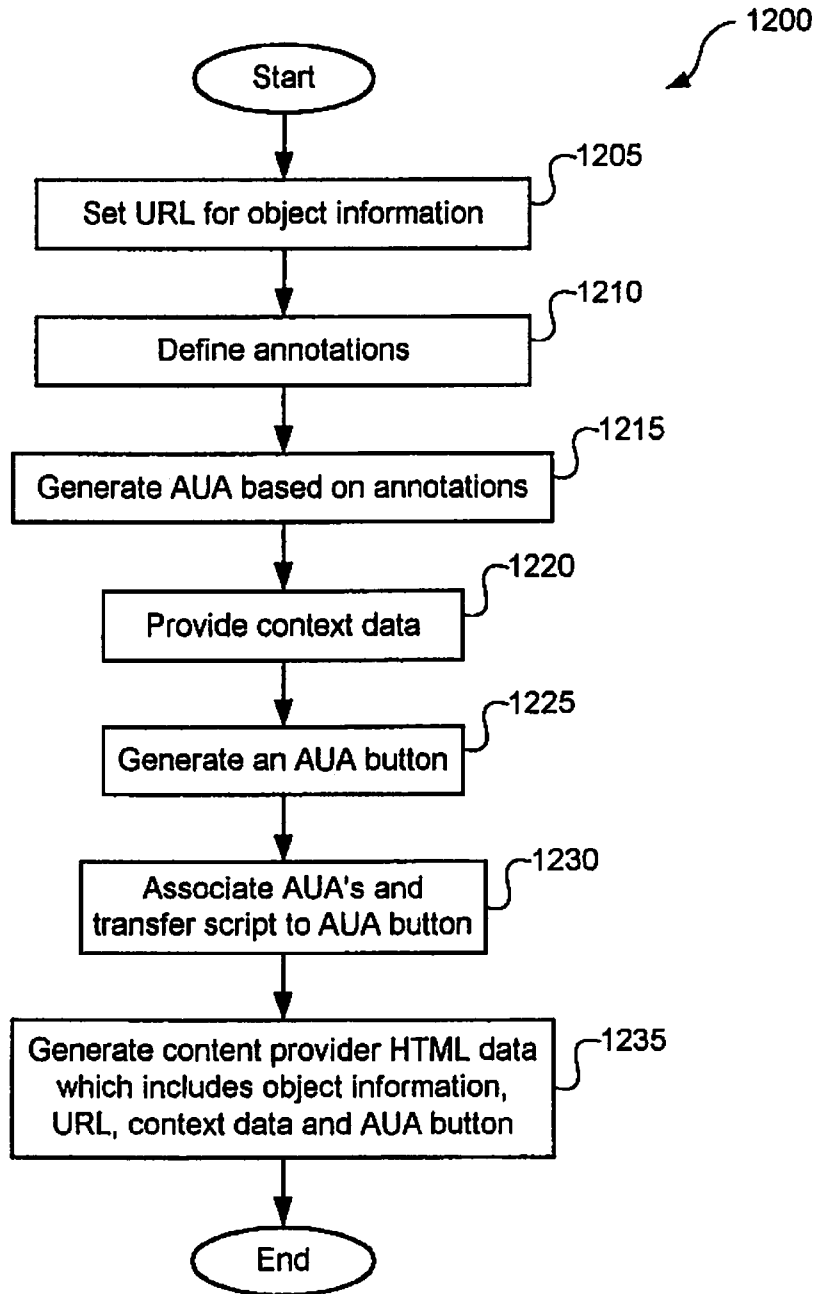 1200
Start
1205
Set URL for object information
1210
Define annotations
1215
Generate AUA based on annotations
1220
Provide context data
1225
Generate an AUA button
1230
Associate AUA's and
transfer script to AUA button
1235
Generate content provider HTML data
which includes object information,
URL, context data and AUA button
End